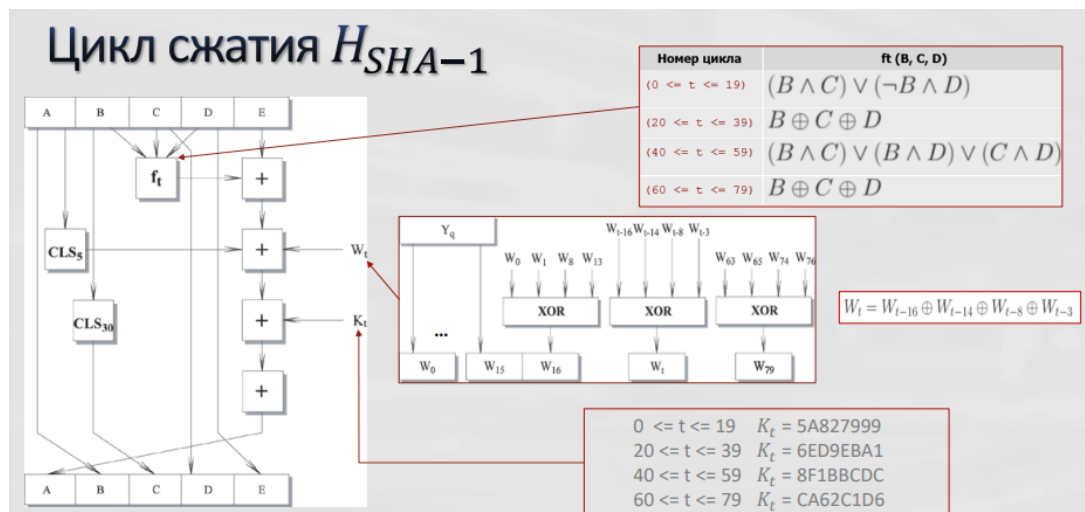 Цикл сжатия H_SHA−1
Номер цикла ft (B, C, D)
(0 <= t <= 19) (B ∧ C) ∨ (¬B ∧ D)
(20 <= t <= 39) B ⊕ C ⊕ D
(40 <= t <= 59) (B ∧ C) ∨ (B ∧ D) ∨ (C ∧ D)
(60 <= t <= 79) B ⊕ C ⊕ D
A B C D E
f_t +
CLS_5 + W_t
CLS_30 + K_t
+
A B C D E
Y_q
W_t-16 W_t-14 W_t-8 W_t-3
W_0 W_1 W_8 W_13 W_63 W_65 W_74 W_76
XOR XOR XOR
...
W_0 W_15 W_16 W_t W_79
W_t = W_t−16 ⊕ W_t−14 ⊕ W_t−8 ⊕ W_t−3
0 <= t <= 19 K_t = 5A827999
20 <= t <= 39 K_t = 6ED9EBA1
40 <= t <= 59 K_t = 8F1BBCDC
60 <= t <= 79 K_t = CA62C1D6